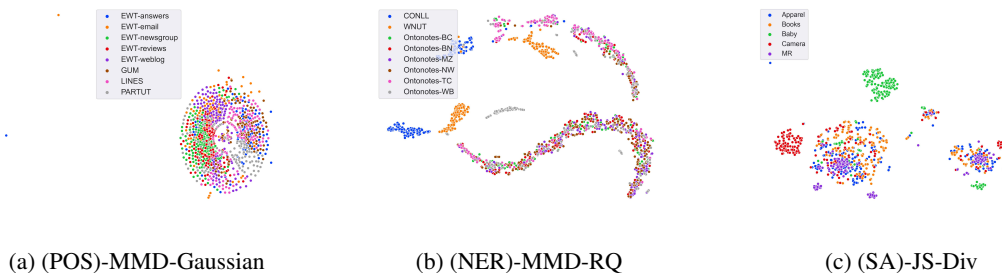 EWT-answers
EWT-email
EWT-newsgroup
EWT-reviews
EWT-weblog
GUM
LINES
PARTUT
(a) (POS)-MMD-Gaussian
CONLL
WNUT
Ontonotes-BC
Ontonotes-BN
Ontonotes-MZ
Ontonotes-NW
Ontonotes-TC
Ontonotes-WB
(b) (NER)-MMD-RQ
Apparel
Books
Baby
Camera
MR
(c) (SA)-JS-Div